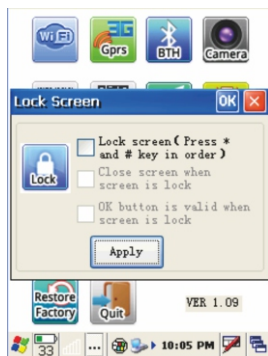 WiFi
3G
Gprs
BTH
Camera
Lock Screen
OK
Lock
Lock screen(Press *
and # key in order)
Close screen when
screen is lock
OK button is valid when
screen is lock
Apply
Restore
Factory
Quit
VER 1.09
33
...
10:05 PM